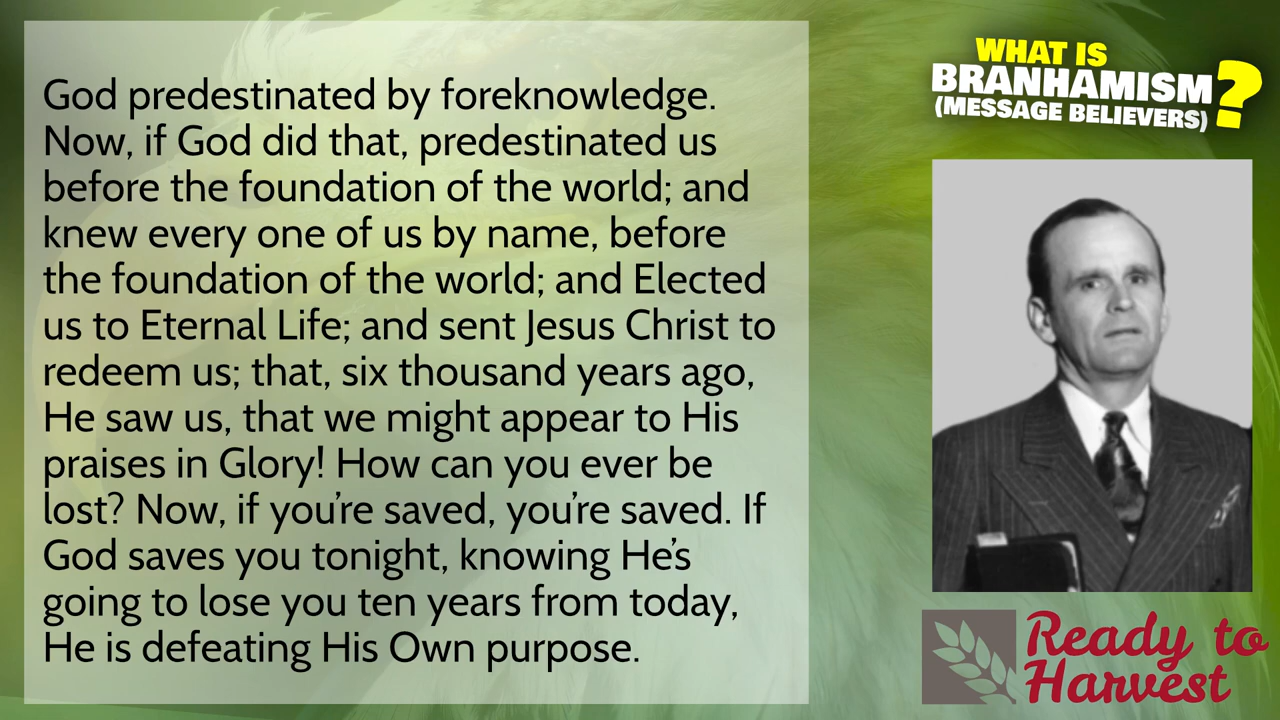 God predestinated by foreknowledge.
Now, if God did that, predestinated us
before the foundation of the world; and
knew every one of us by name, before
the foundation of the world; and Elected
us to Eternal Life; and sent Jesus Christ to
redeem us; that, six thousand years ago,
He saw us, that we might appear to His
praises in Glory! How can you ever be
lost? Now, if you’re saved, you’re saved. If
God saves you tonight, knowing He’s
going to lose you ten years from today,
He is defeating His Own purpose.
WHAT IS
BRANHAMISM?
(MESSAGE BELIEVERS)
Ready to
Harvest